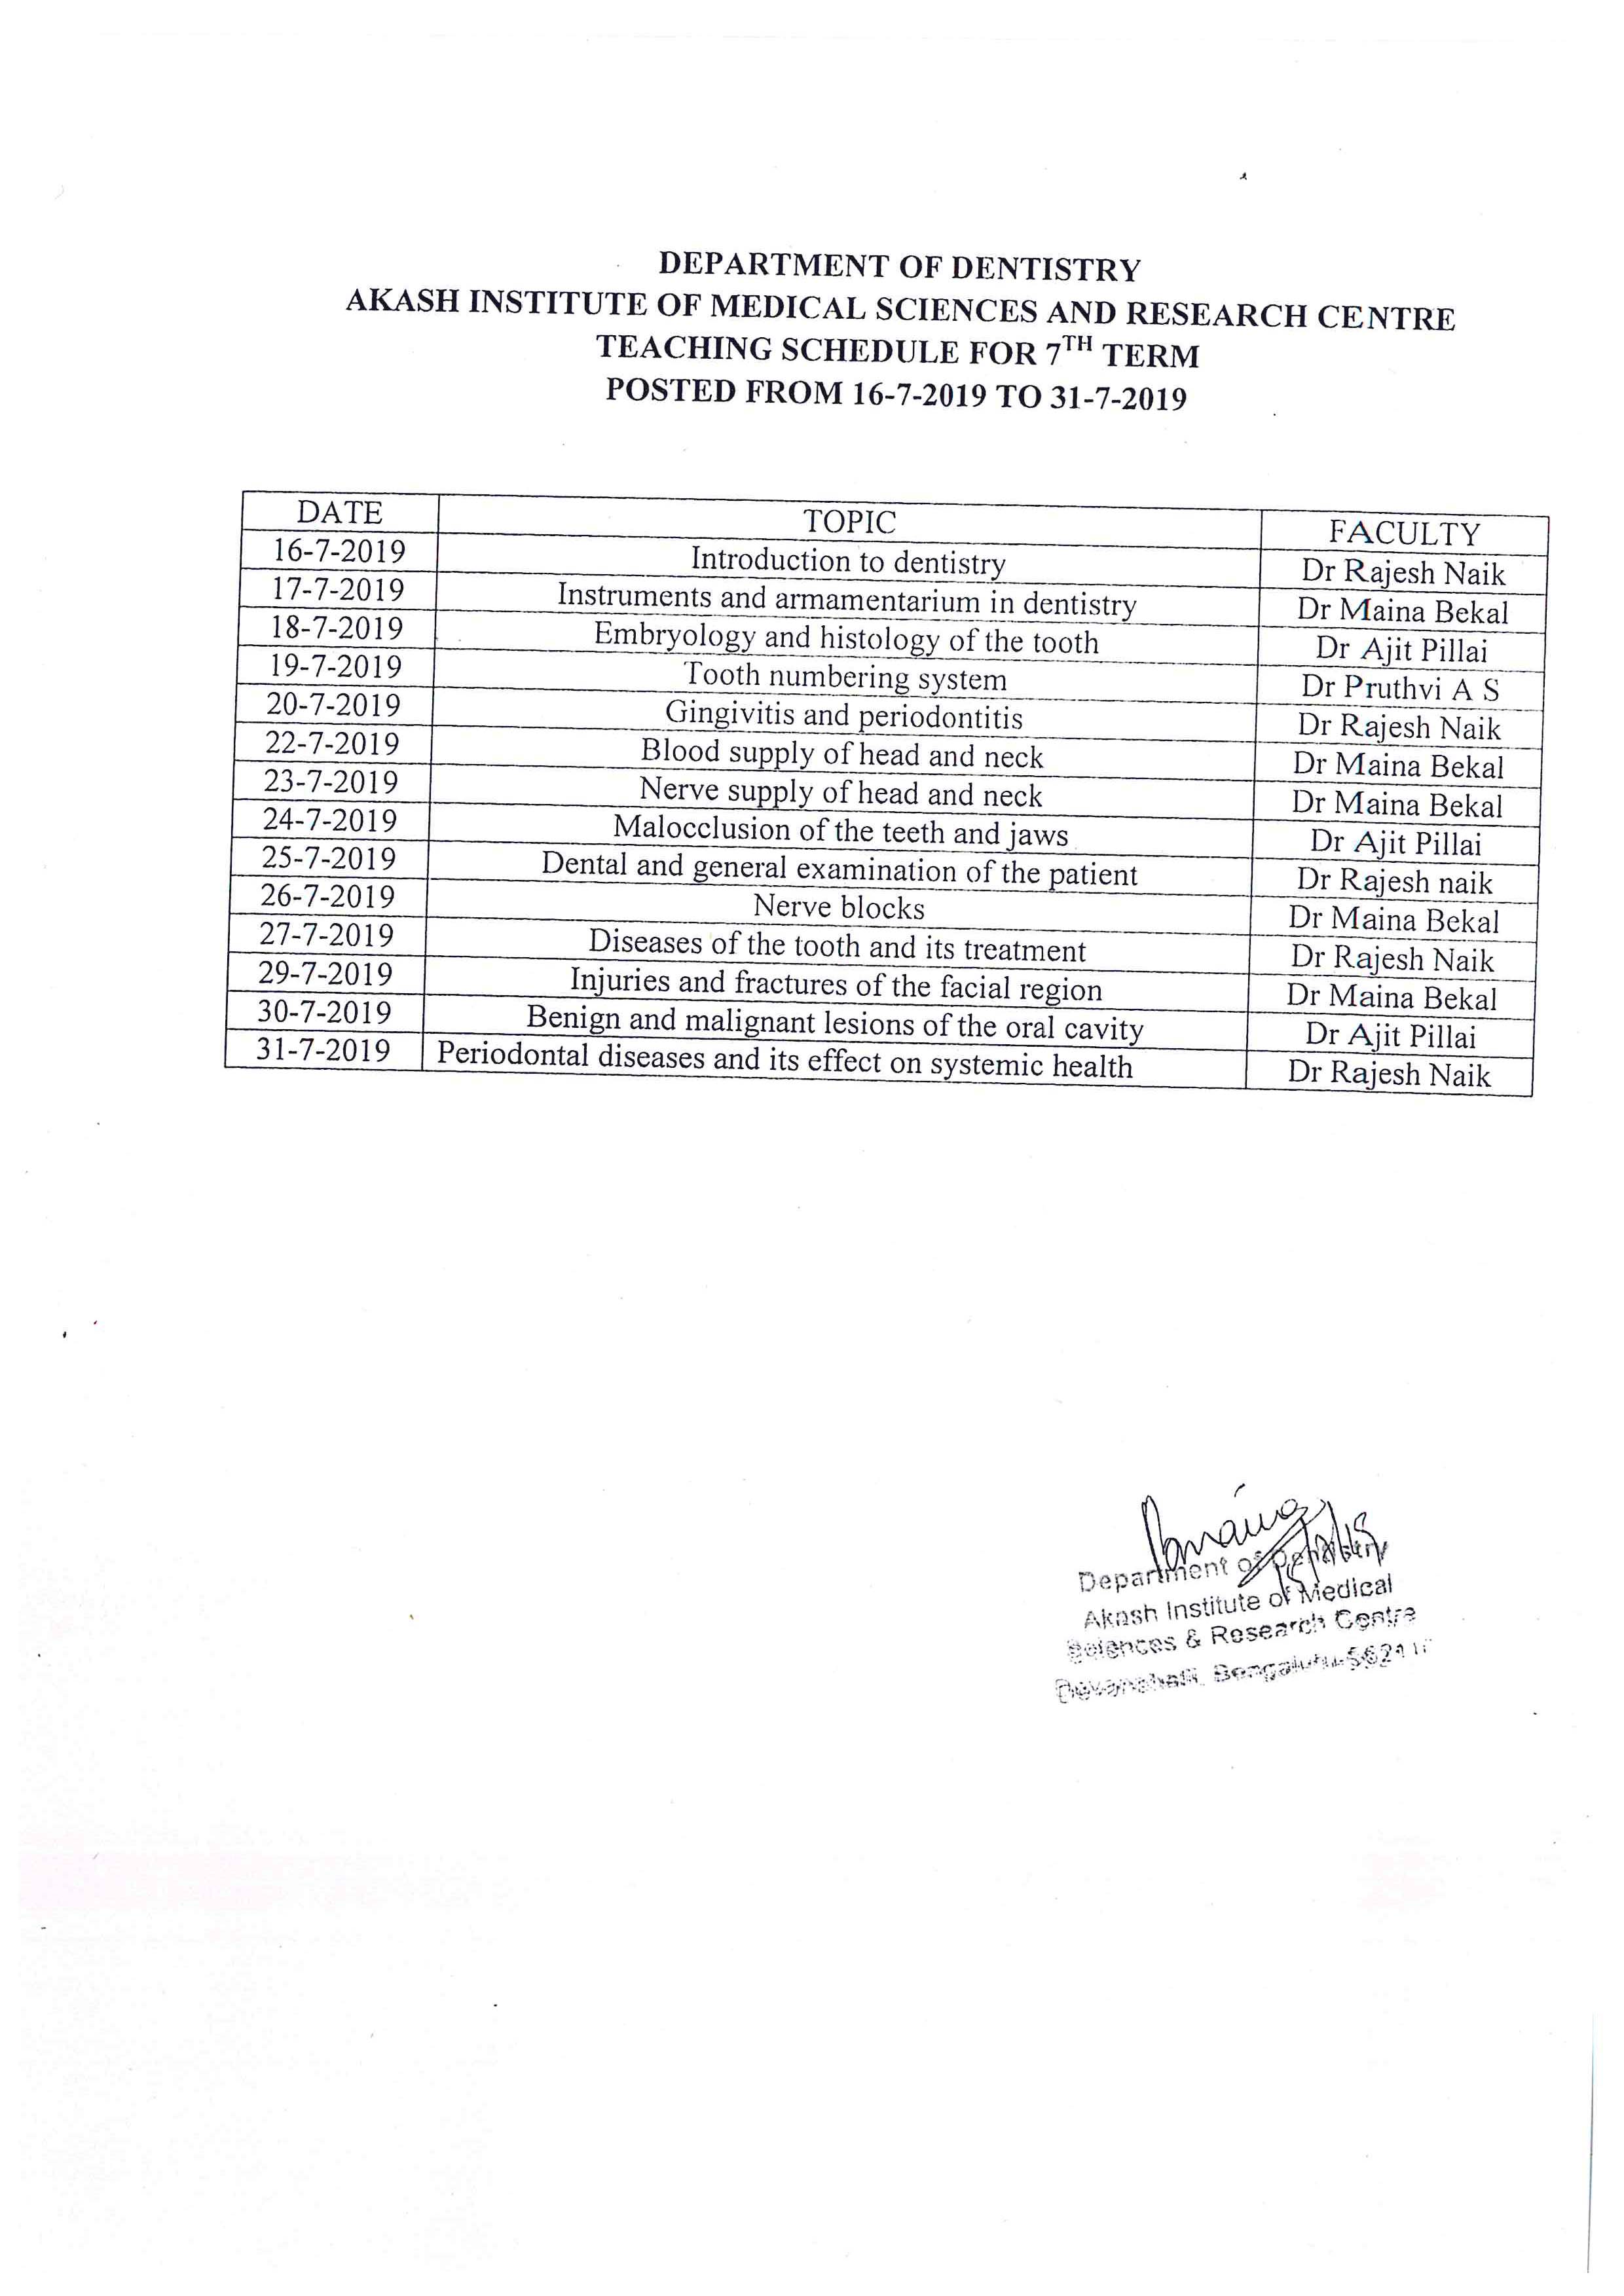 DEPARTMENT OF DENTISTRY
AKASH INSTITUTE OF MEDICAL SCIENCES AND RESEARCH CENTRE
TEACHING SCHEDULE FOR 7TH TERM
POSTED FROM 16-7-2019 TO 31-7-2019
DATE TOPIC FACULTY
16-7-2019 Introduction to dentistry Dr Rajesh Naik
17-7-2019 Instruments and armamentarium in dentistry Dr Maina Bekal
18-7-2019 Embryology and histology of the tooth Dr Ajit Pillai
19-7-2019 Tooth numbering system Dr Pruthvi A S
20-7-2019 Gingivitis and periodontitis Dr Rajesh Naik
22-7-2019 Blood supply of head and neck Dr Maina Bekal
23-7-2019 Nerve supply of head and neck Dr Maina Bekal
24-7-2019 Malocclusion of the teeth and jaws Dr Ajit Pillai
25-7-2019 Dental and general examination of the patient Dr Rajesh naik
26-7-2019 Nerve blocks Dr Maina Bekal
27-7-2019 Diseases of the tooth and its treatment Dr Rajesh Naik
29-7-2019 Injuries and fractures of the facial region Dr Maina Bekal
30-7-2019 Benign and malignant lesions of the oral cavity Dr Ajit Pillai
31-7-2019 Periodontal diseases and its effect on systemic health Dr Rajesh Naik
Department of Dentistry
Akash Institute of Medical
Sciences & Research Centre
Devanahalli, Bengaluru-